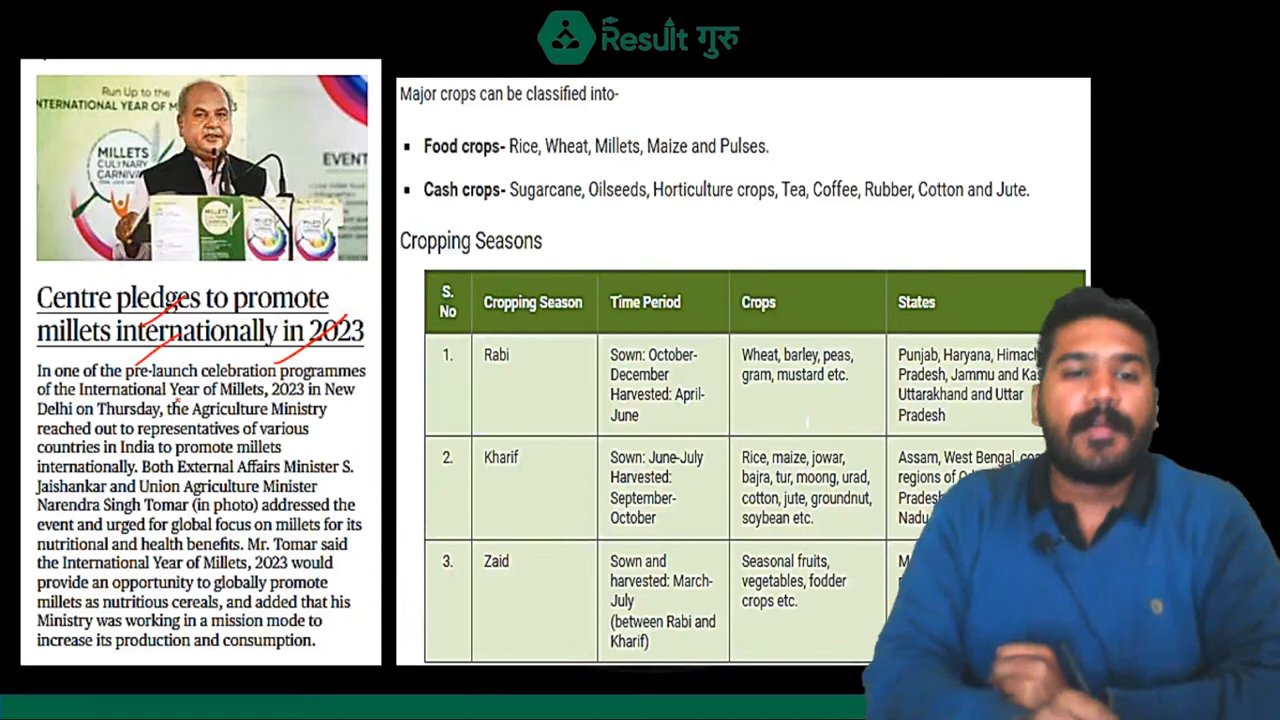 Result गुरु
Run Up to the
INTERNATIONAL YEAR OF
MILLETS
CULINARY
CARNIVAL
EVENT
MILLETS
CULINARY
CARNIVAL
Centre pledges to promote
millets internationally in 2023
In one of the pre-launch celebration programmes
of the International Year of Millets, 2023 in New
Delhi on Thursday, the Agriculture Ministry
reached out to representatives of various
countries in India to promote millets
internationally. Both External Affairs Minister S.
Jaishankar and Union Agriculture Minister
Narendra Singh Tomar (in photo) addressed the
event and urged for global focus on millets for its
nutritional and health benefits. Mr. Tomar said
the International Year of Millets, 2023 would
provide an opportunity to globally promote
millets as nutritious cereals, and added that his
Ministry was working in a mission mode to
increase its production and consumption.
Major crops can be classified into-
▪ Food crops- Rice, Wheat, Millets, Maize and Pulses.
▪ Cash crops- Sugarcane, Oilseeds, Horticulture crops, Tea, Coffee, Rubber, Cotton and Jute.
Cropping Seasons
S.
No
Cropping Season
Time Period
Crops
States
1.
Rabi
Sown: October-
December
Harvested: April-
June
Wheat, barley, peas,
gram, mustard etc.
Punjab, Haryana,
Pradesh, Jammu and
Uttarakhand and Uttar
Pradesh
2.
Kharif
Sown: June-July
Harvested:
September-
October
Rice, maize, jowar,
bajra, tur, moong, urad,
cotton, jute, groundnut,
soybean etc.
Assam, West Bengal,
regions of
3.
Zaid
Sown and
harvested: March-
July
(between Rabi and
Kharif)
Seasonal fruits,
vegetables, fodder
crops etc.